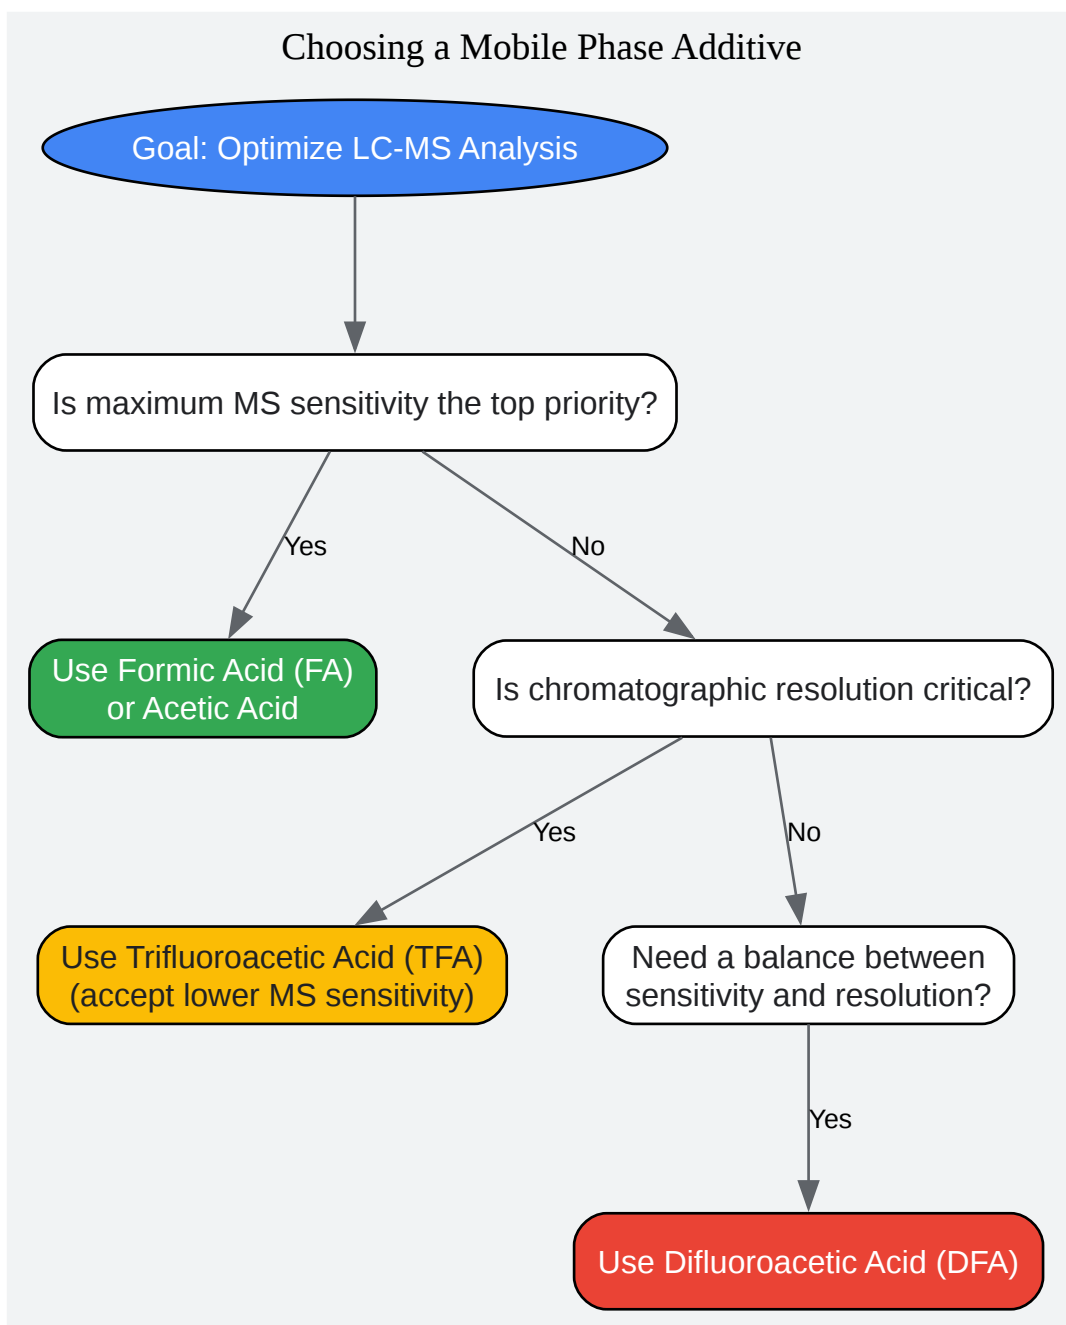 Choosing a Mobile Phase Additive
Goal: Optimize LC-MS Analysis
Is maximum MS sensitivity the top priority?
Yes
No
Use Formic Acid (FA)
or Acetic Acid
Is chromatographic resolution critical?
Yes
No
Use Trifluoroacetic Acid (TFA)
(accept lower MS sensitivity)
Need a balance between
sensitivity and resolution?
Yes
Use Difluoroacetic Acid (DFA)